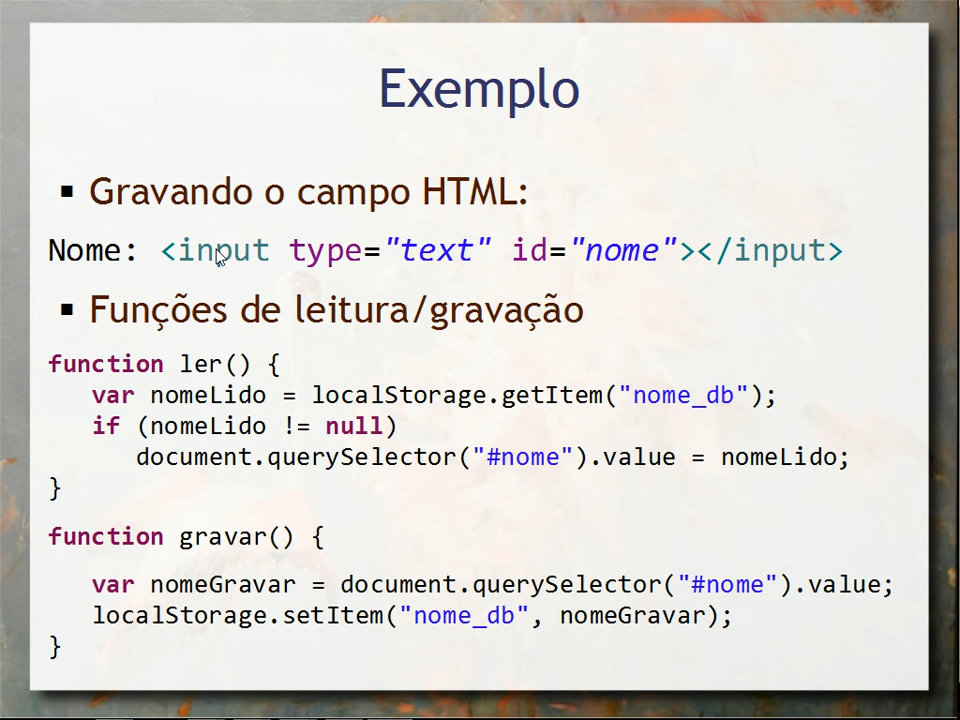 Exemplo
▪ Gravando o campo HTML:
Nome: <input type="text" id="nome"></input>
▪ Funções de leitura/gravação
function ler() {
var nomeLido = localStorage.getItem("nome_db");
if (nomeLido != null)
document.querySelector("#nome").value = nomeLido;
}
function gravar() {
var nomeGravar = document.querySelector("#nome").value;
localStorage.setItem("nome_db", nomeGravar);
}